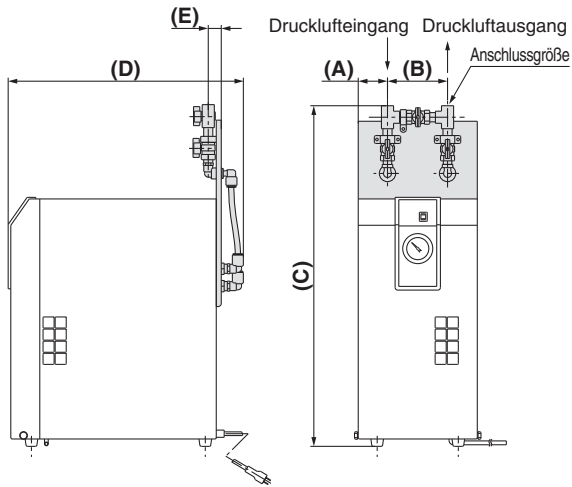 (E)
Drucklufteingang
Druckluftausgang
(D)
(A)
(B)
Anschlussgröße
(C)